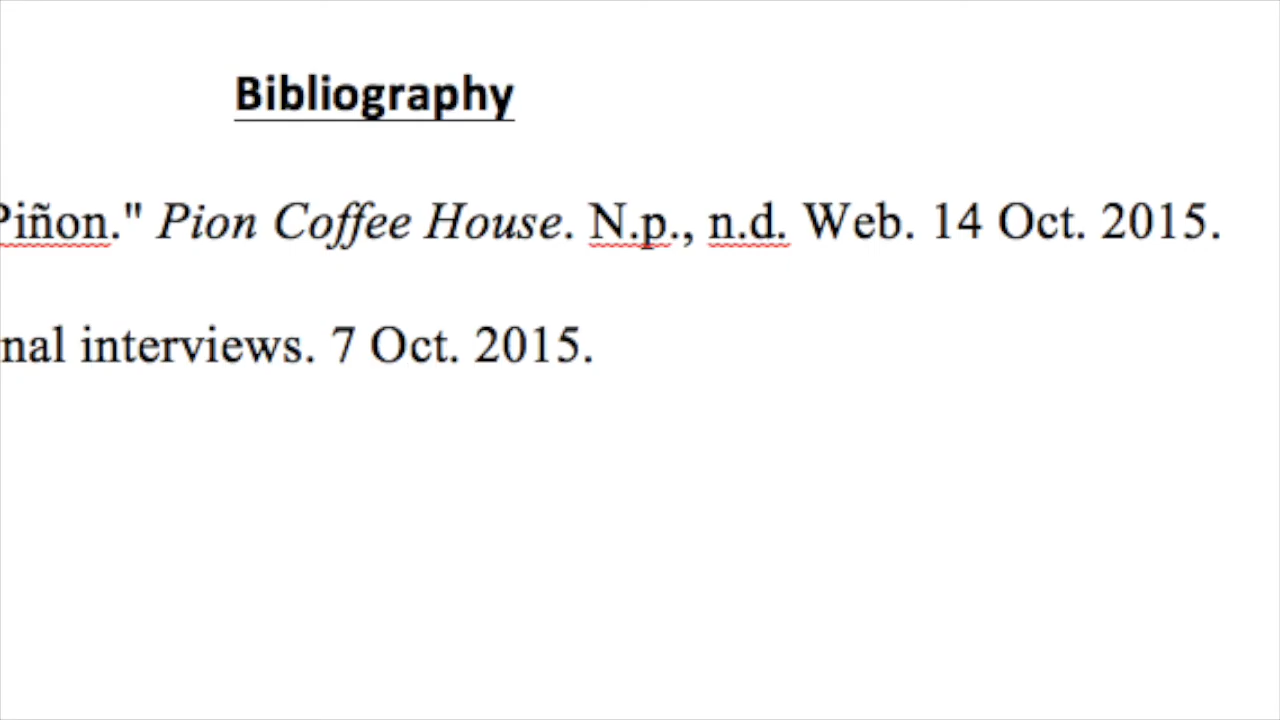 Bibliography
Piñon." Pion Coffee House. N.p., n.d. Web. 14 Oct. 2015.
nal interviews. 7 Oct. 2015.